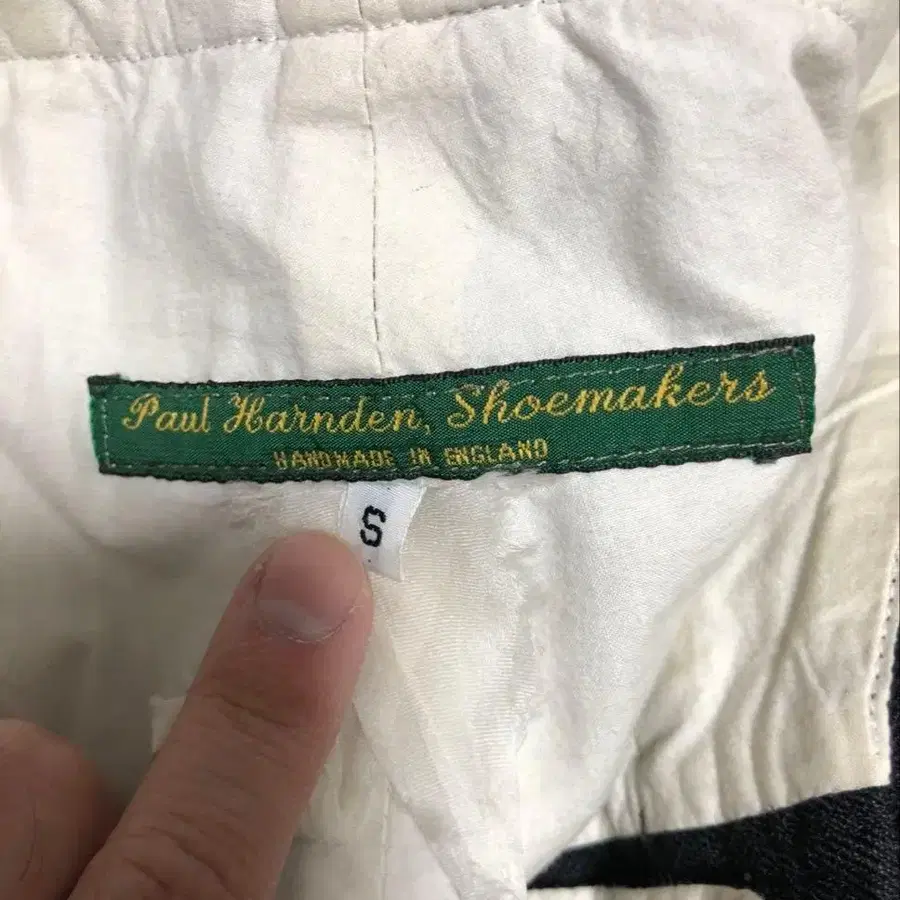 Paul Harnden, Shoemakers
HANDMADE IN ENGLAND
S